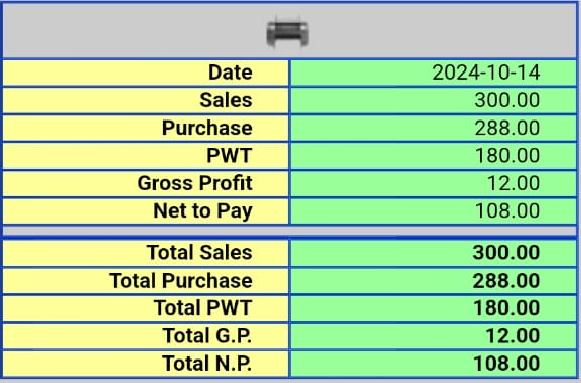 Date 2024-10-14
Sales 300.00
Purchase 288.00
PWT 180.00
Gross Profit 12.00
Net to Pay 108.00
Total Sales 300.00
Total Purchase 288.00
Total PWT 180.00
Total G.P. 12.00
Total N.P. 108.00